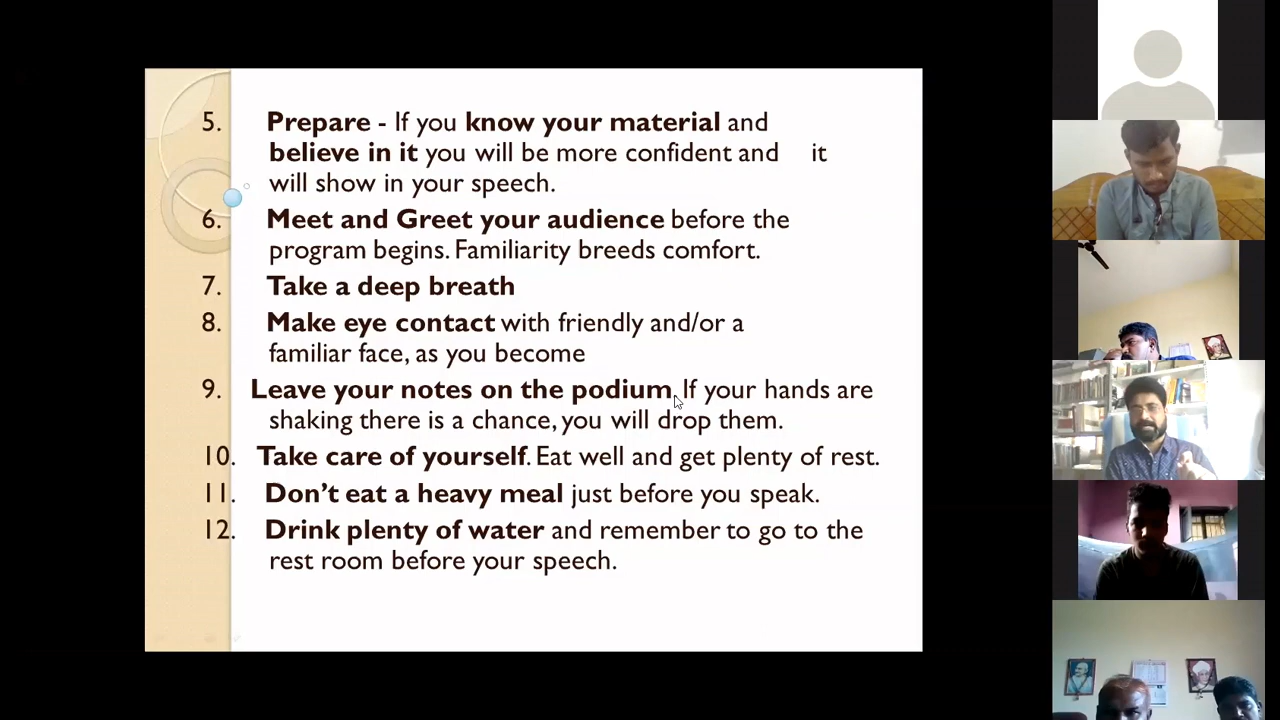 5. Prepare - If you know your material and
believe in it you will be more confident and it
will show in your speech.
6. Meet and Greet your audience before the
program begins. Familiarity breeds comfort.
7. Take a deep breath
8. Make eye contact with friendly and/or a
familiar face, as you become
9. Leave your notes on the podium. If your hands are
shaking there is a chance, you will drop them.
10. Take care of yourself. Eat well and get plenty of rest.
11. Don't eat a heavy meal just before you speak.
12. Drink plenty of water and remember to go to the
rest room before your speech.